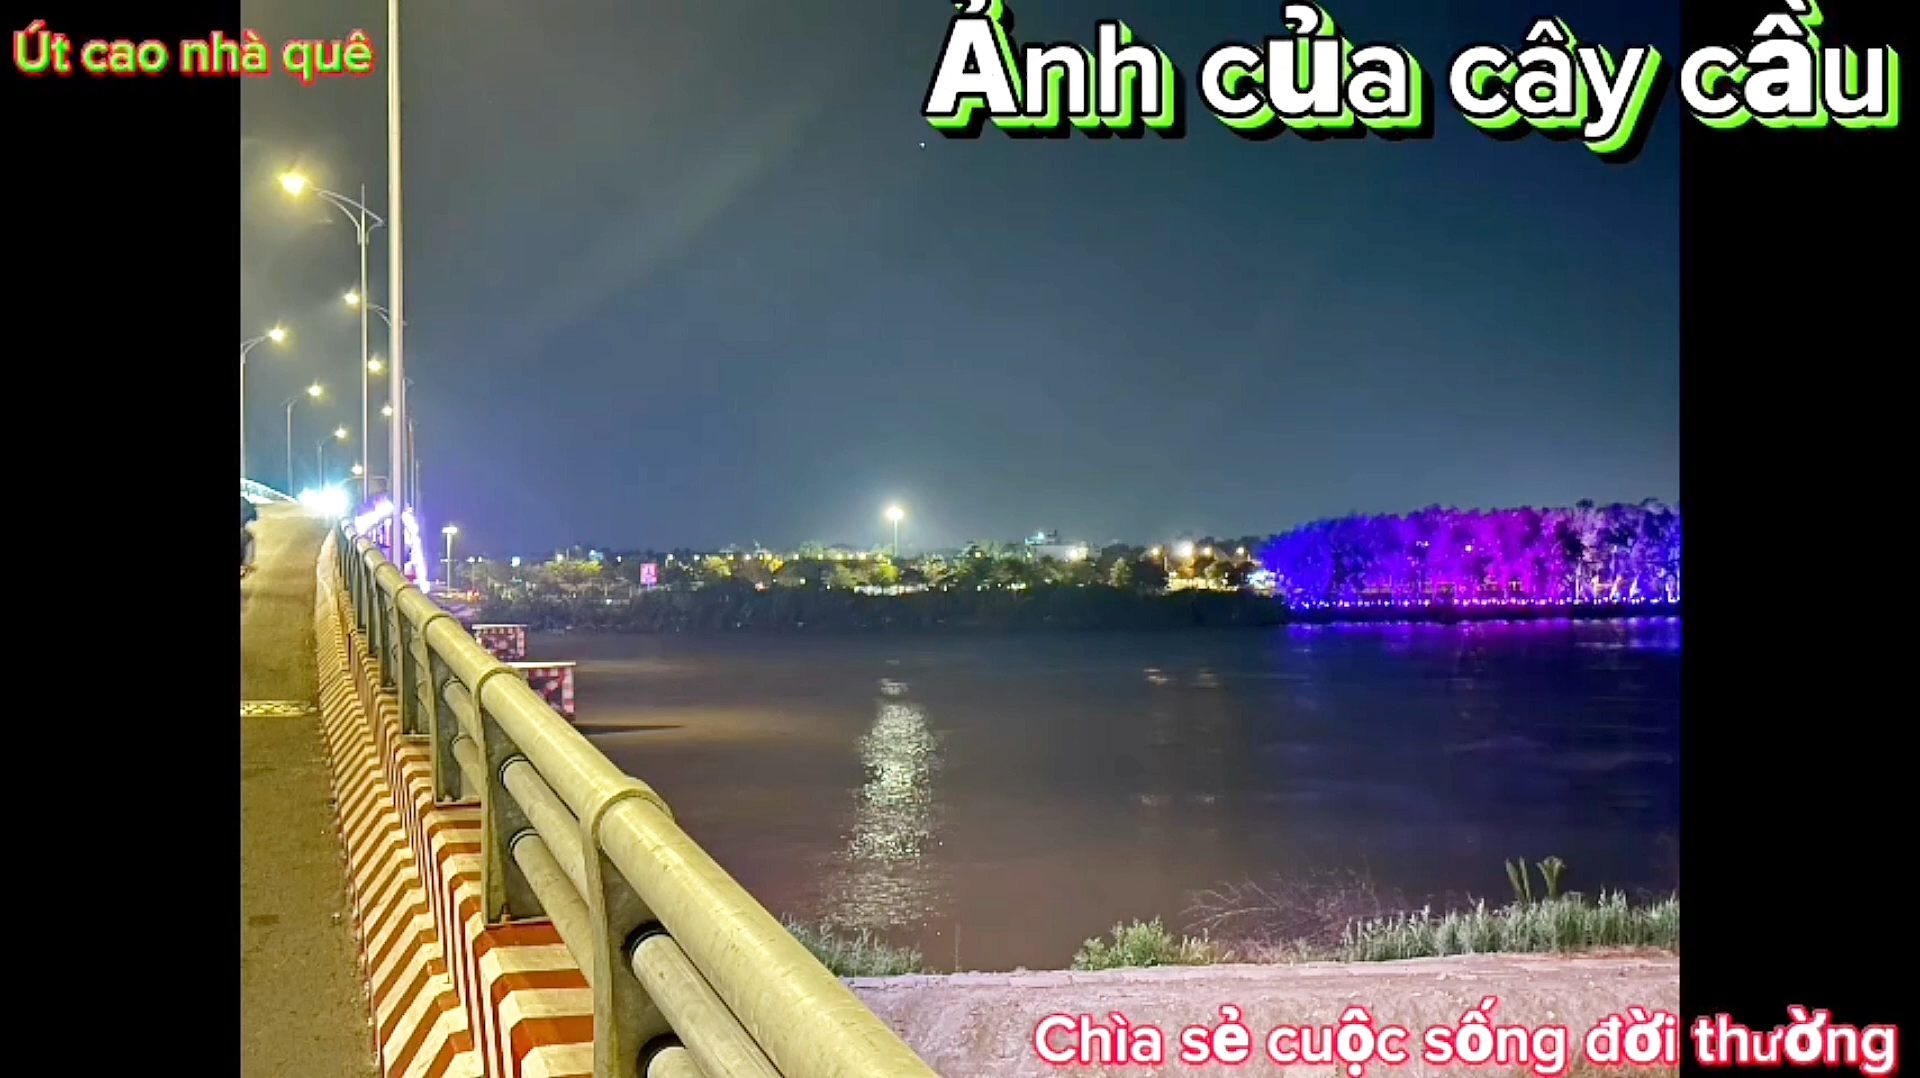 Út cao nhà quê
Ảnh của cây cầu
Chìa sẻ cuộc sống đời thường